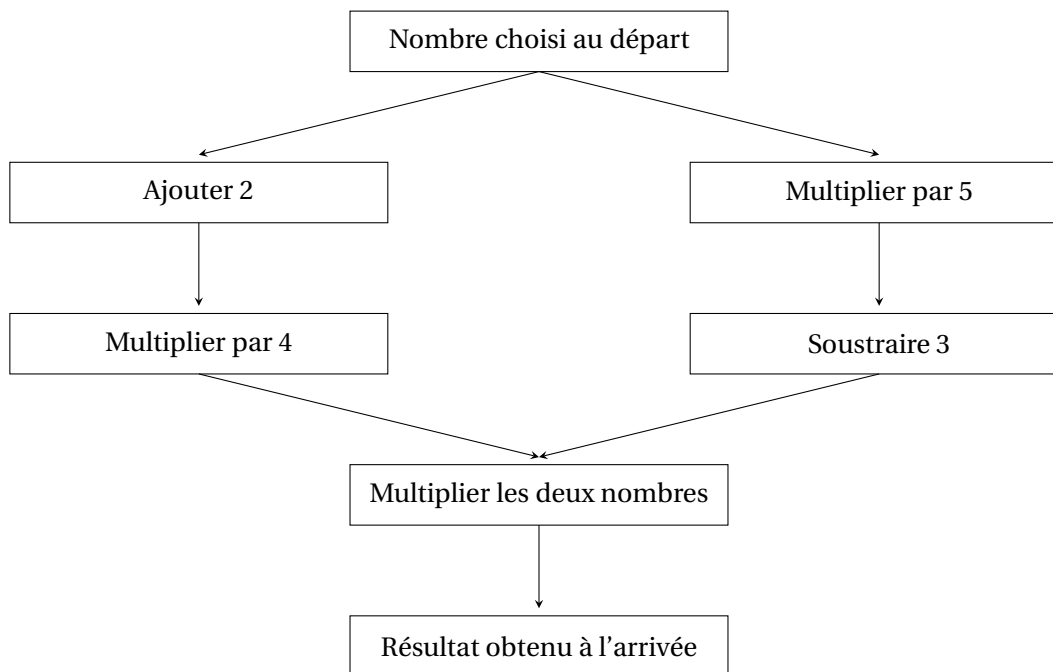 Nombre choisi au départ
Ajouter 2
Multiplier par 5
Multiplier par 4
Soustraire 3
Multiplier les deux nombres
Résultat obtenu à l'arrivée